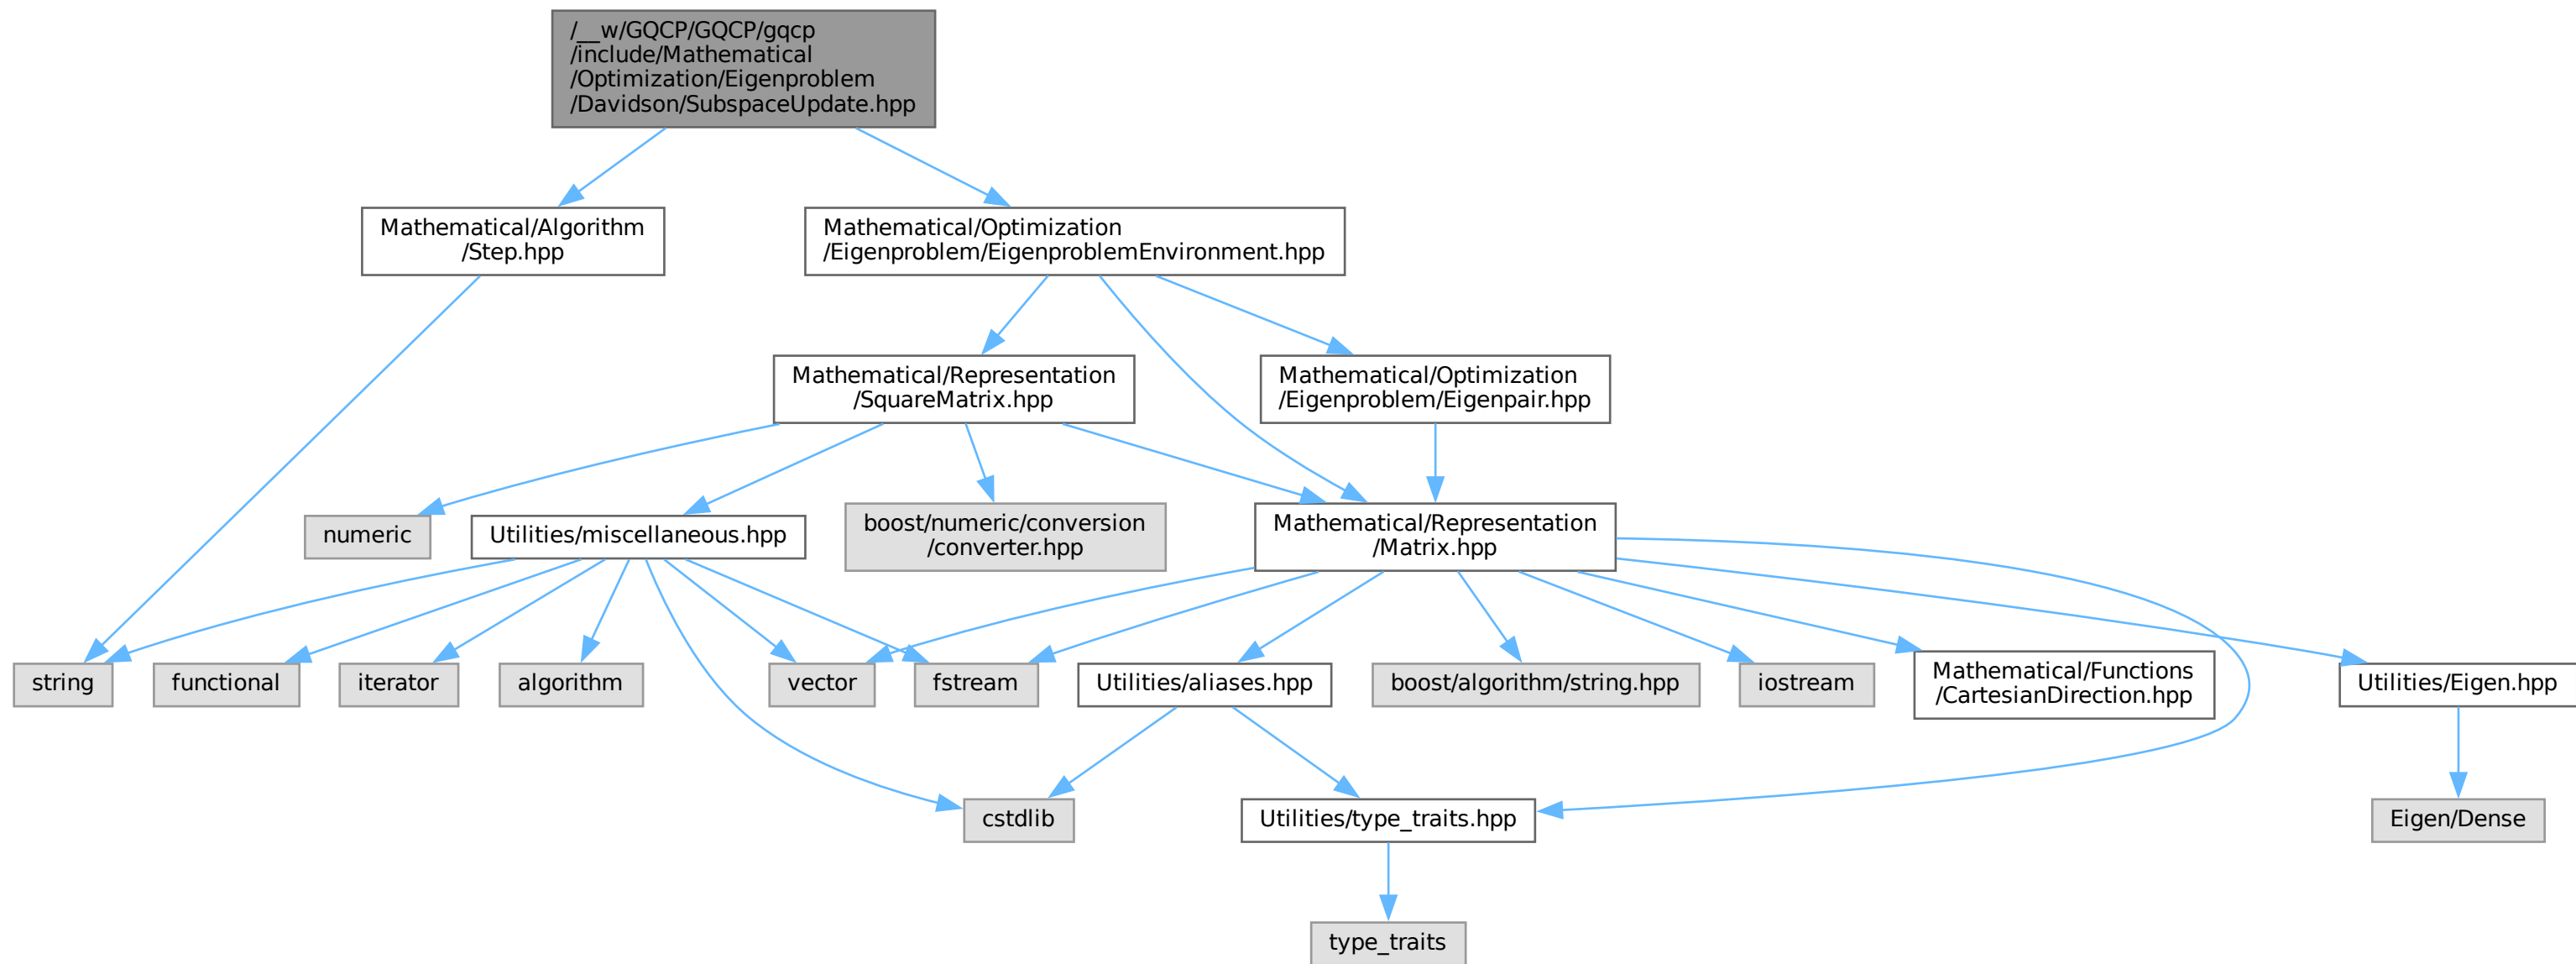 /__w/GQCP/GQCP/gqcp
/include/Mathematical
/Optimization/Eigenproblem
/Davidson/SubspaceUpdate.hpp
Mathematical/Algorithm
/Step.hpp
Mathematical/Optimization
/Eigenproblem/EigenproblemEnvironment.hpp
Mathematical/Representation
/SquareMatrix.hpp
Mathematical/Optimization
/Eigenproblem/Eigenpair.hpp
numeric
Utilities/miscellaneous.hpp
boost/numeric/conversion
/converter.hpp
Mathematical/Representation
/Matrix.hpp
string
functional
iterator
algorithm
vector
fstream
Utilities/aliases.hpp
boost/algorithm/string.hpp
iostream
Mathematical/Functions
/CartesianDirection.hpp
Utilities/Eigen.hpp
cstdlib
Utilities/type_traits.hpp
Eigen/Dense
type_traits